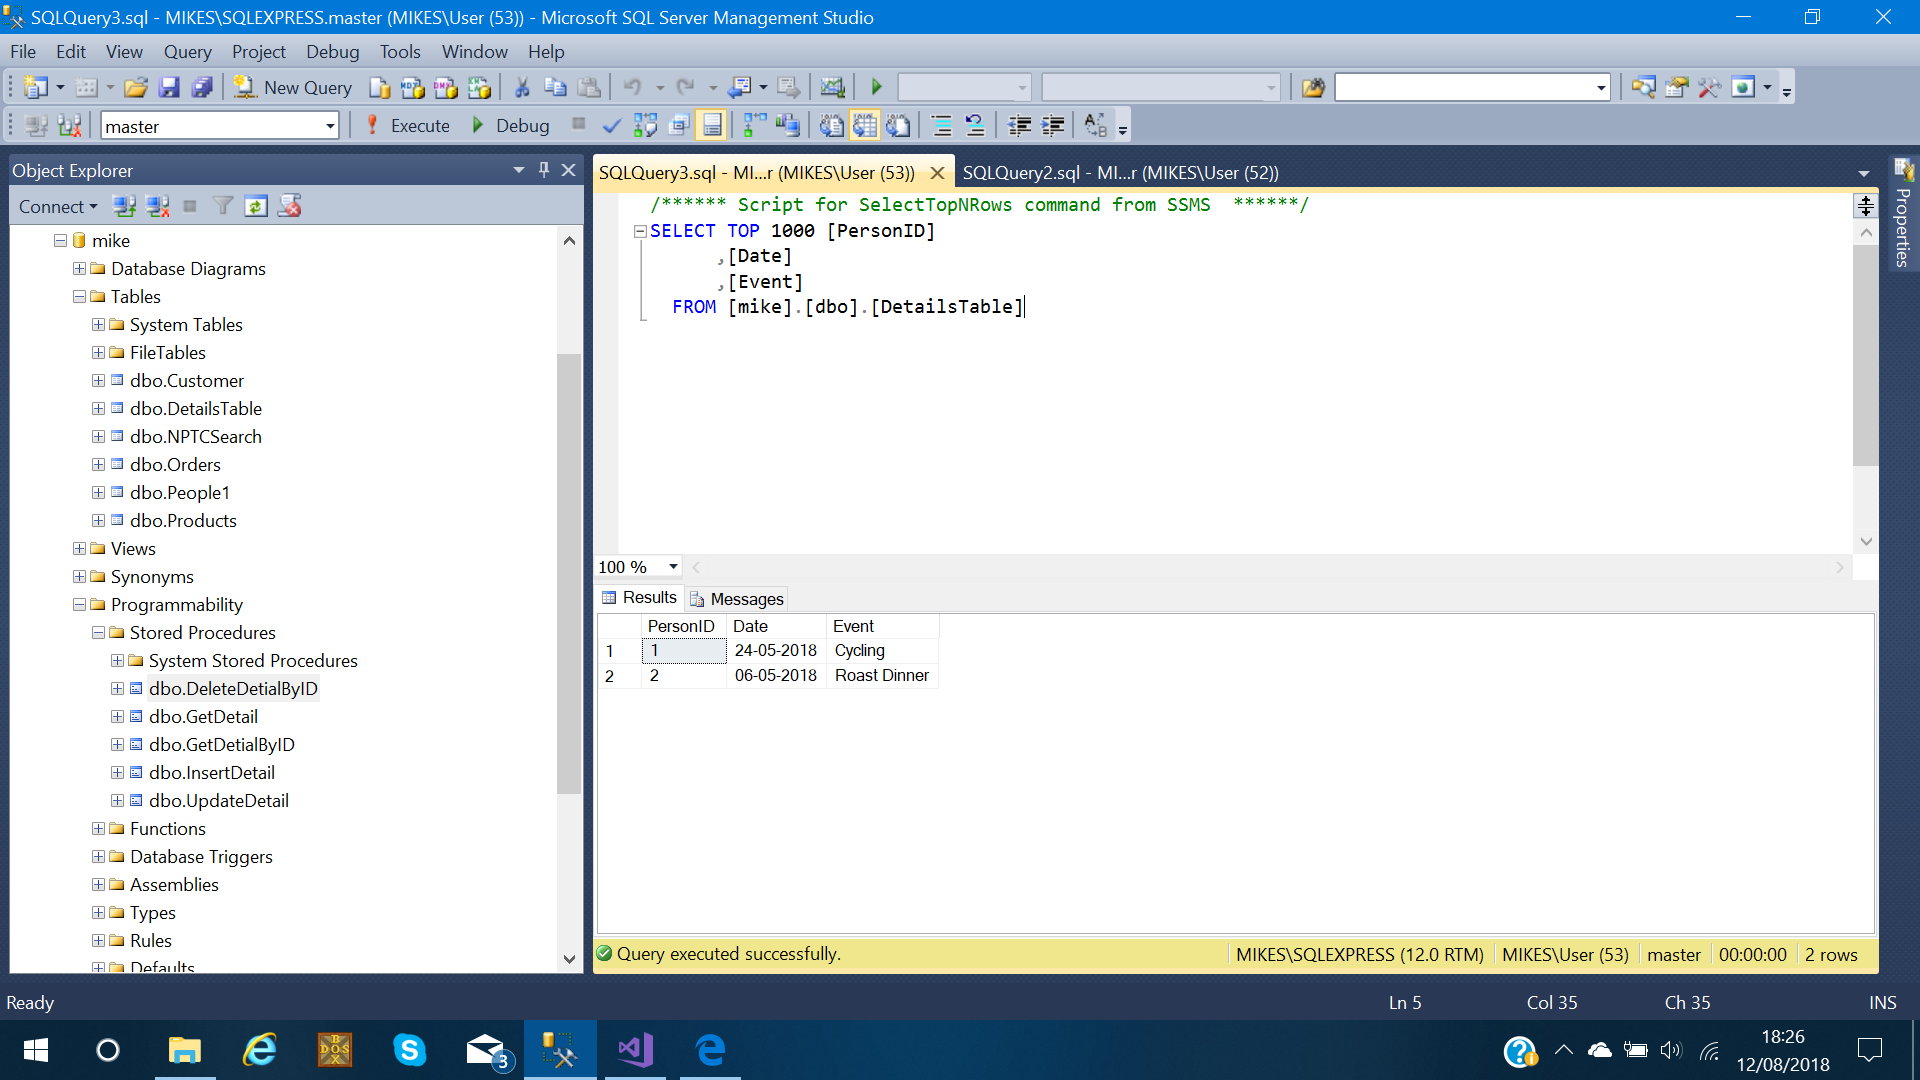 SQLQuery3.sql - MIKES\SQLEXPRESS.master (MIKES\User (53)) - Microsoft SQL Server Management Studio
File Edit View Query Project Debug Tools Window Help
New Query
master Execute Debug
Object Explorer
Connect
mike
Database Diagrams
Tables
System Tables
FileTables
dbo.Customer
dbo.DetailsTable
dbo.NPTCSearch
dbo.Orders
dbo.People1
dbo.Products
Views
Synonyms
Programmability
Stored Procedures
System Stored Procedures
dbo.DeleteDetialByID
dbo.GetDetail
dbo.GetDetialByID
dbo.InsertDetail
dbo.UpdateDetail
Functions
Database Triggers
Assemblies
Types
Rules
Defaults
SQLQuery3.sql - MI...r (MIKES\User (53)) SQLQuery2.sql - MI...r (MIKES\User (52))
/****** Script for SelectTopNRows command from SSMS ******/
SELECT TOP 1000 [PersonID]
,[Date]
,[Event]
FROM [mike].[dbo].[DetailsTable]
100 %
Results Messages
PersonID Date Event
1 1 24-05-2018 Cycling
2 2 06-05-2018 Roast Dinner
Query executed successfully. MIKES\SQLEXPRESS (12.0 RTM) MIKES\User (53) master 00:00:00 2 rows
Properties
Ready Ln 5 Col 35 Ch 35 INS
3
18:26
12/08/2018